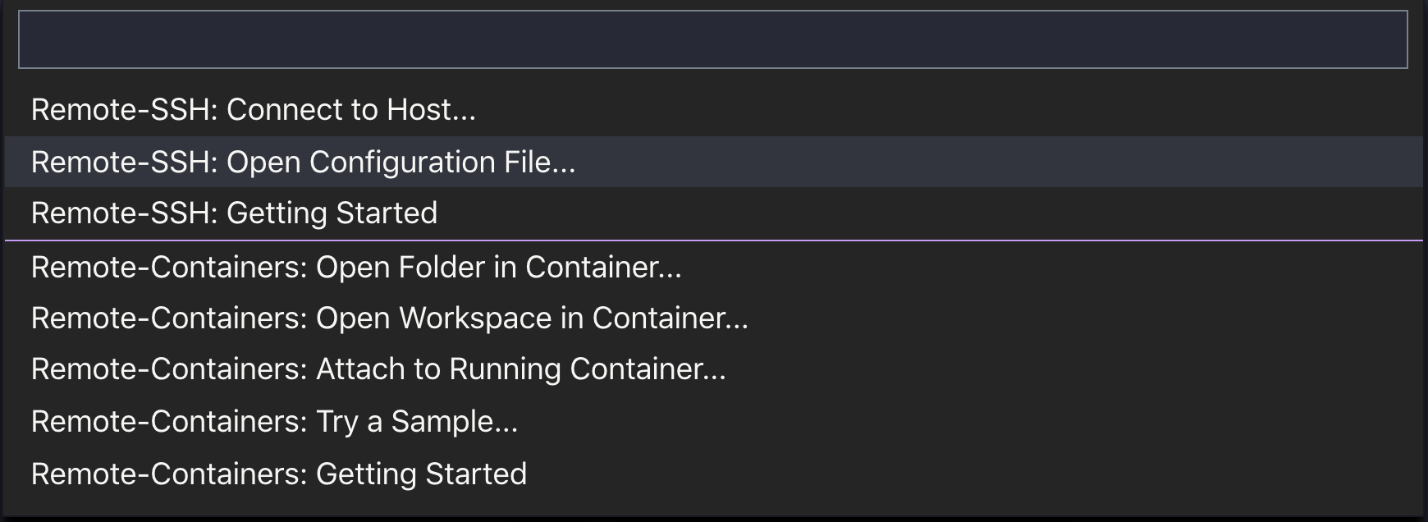 Remote-SSH: Connect to Host...
Remote-SSH: Open Configuration File...
Remote-SSH: Getting Started
Remote-Containers: Open Folder in Container...
Remote-Containers: Open Workspace in Container...
Remote-Containers: Attach to Running Container...
Remote-Containers: Try a Sample...
Remote-Containers: Getting Started